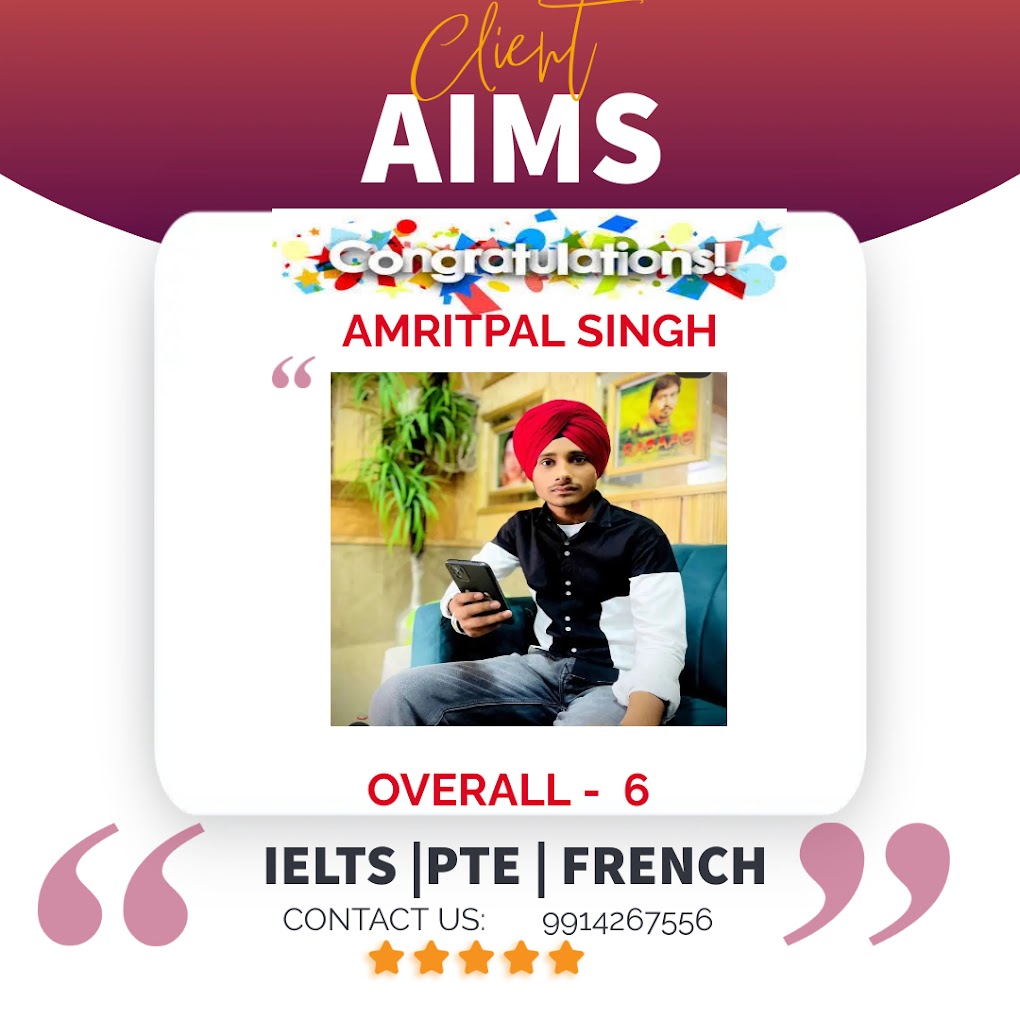 Client
AIMS
Congratulations!
AMRITPAL SINGH
“
OVERALL - 6
“ IELTS |PTE | FRENCH ”
CONTACT US: 9914267556